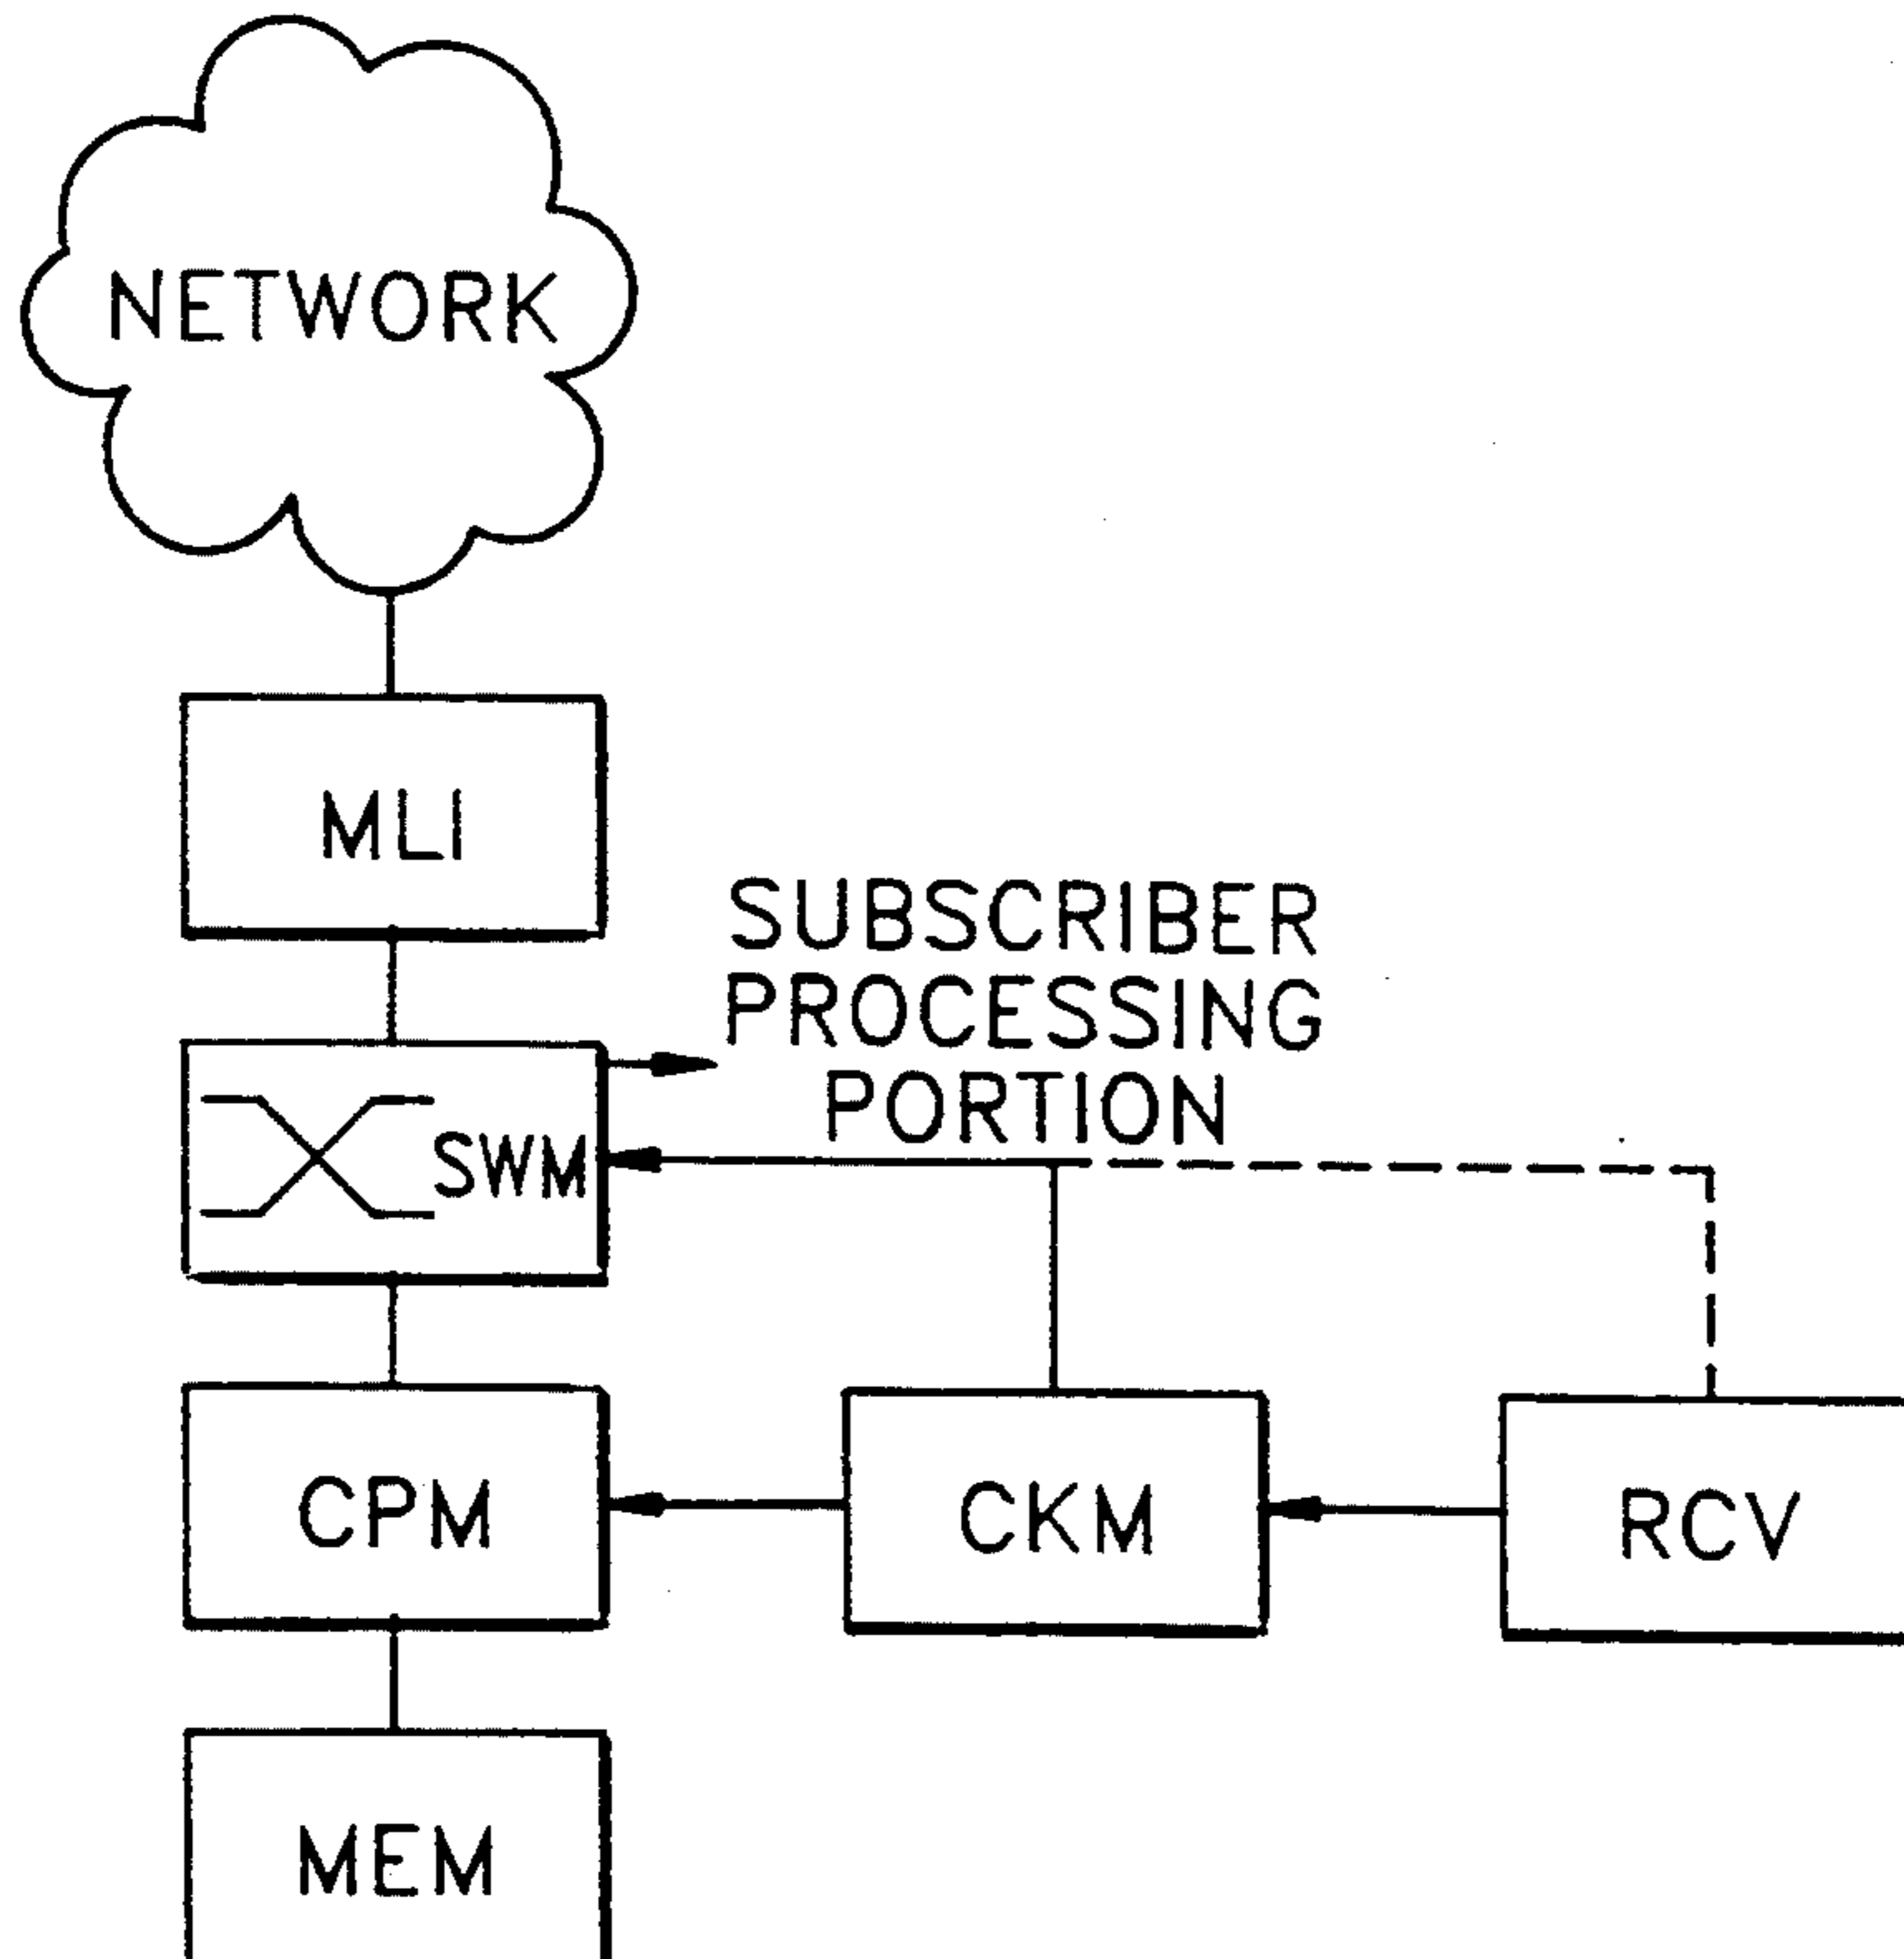 NETWORK
MLI
SUBSCRIBER
PROCESSING
PORTION
SWM
CPM
CKM
RCV
MEM